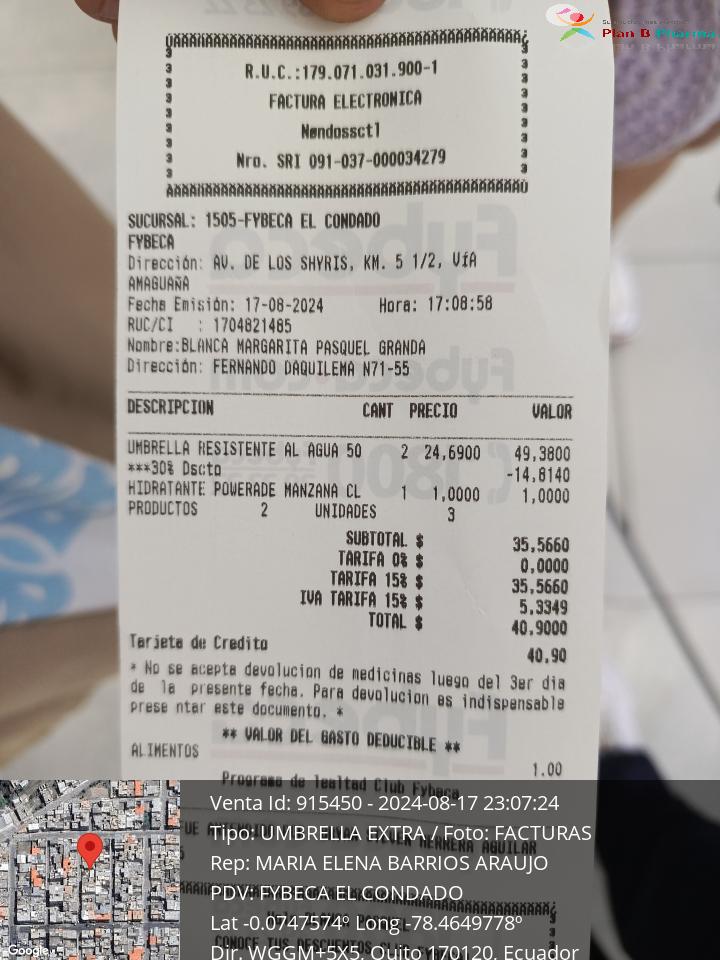 Plan B Pharma
R.U.C.:179.071.031.900-1
FACTURA ELECTRONICA
Nendossctl
Nro. SRI 091-037-000034279
SUCURSAL: 1505-FYBECA EL CONDADO
FYBECA
Dirección: AV. DE LOS SHYRIS, KM. 5 1/2, VíA
AMAGUAÑA
Fecha Emisión: 17-08-2024 Hora: 17:08:58
RUC/CI : 1704821485
Nombre:BLANCA MARGARITA PASQUEL GRANDA
Dirección: FERNANDO DAQUILEMA N71-55
DESCRIPCION CANT PRECIO VALOR
UMBRELLA RESISTENTE AL AGUA 50 2 24,6900 49,3800
***30% Dscto -14,8140
HIDRATANTE POWERADE MANZANA CL 1 1,0000 1,0000
PRODUCTOS 2 UNIDADES 3
SUBTOTAL $ 35,5660
TARIFA 0% $ 0,0000
TARIFA 15% $ 35,5660
IVA TARIFA 15% $ 5,3349
TOTAL $ 40,9000
Tarjeta de Credito 40,90
* No se acepta devolucion de medicinas luego del 3er dia
de la presente fecha. Para devolucion es indispensable
prese ntar este documento. *
** VALOR DEL GASTO DEDUCIBLE **
ALIMENTOS 1.00
Programa de lealtad Club Fybeca
HERRERA AGUILAR
PASQUEL
CONOCE TUS DESCUENTOS
Venta Id: 915450 - 2024-08-17 23:07:24
Tipo: UMBRELLA EXTRA / Foto: FACTURAS
Rep: MARIA ELENA BARRIOS ARAUJO
PDV: FYBECA EL CONDADO
Lat -0.0747574º Long -78.4649778º
Dir. WGGM+5X5, Quito 170120, Ecuador
Google